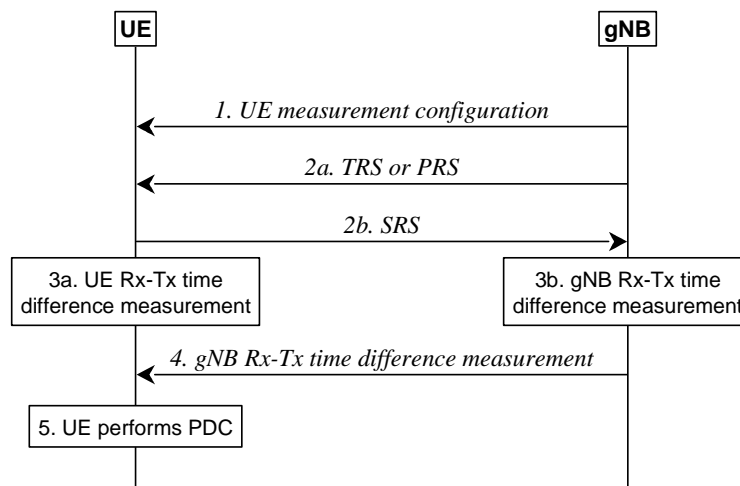 UE
gNB
1. UE measurement configuration
2a. TRS or PRS
2b. SRS
3a. UE Rx-Tx time
difference measurement
3b. gNB Rx-Tx time
difference measurement
4. gNB Rx-Tx time difference measurement
5. UE performs PDC